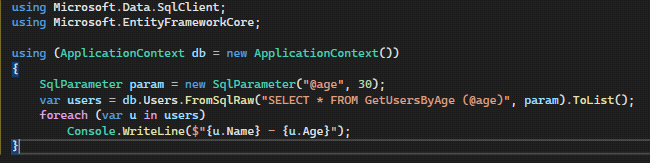 using Microsoft.Data.SqlClient;
using Microsoft.EntityFrameworkCore;

using (ApplicationContext db = new ApplicationContext())
{
    SqlParameter param = new SqlParameter("@age", 30);
    var users = db.Users.FromSqlRaw("SELECT * FROM GetUsersByAge (@age)", param).ToList();
    foreach (var u in users)
        Console.WriteLine($"{u.Name} - {u.Age}");
}